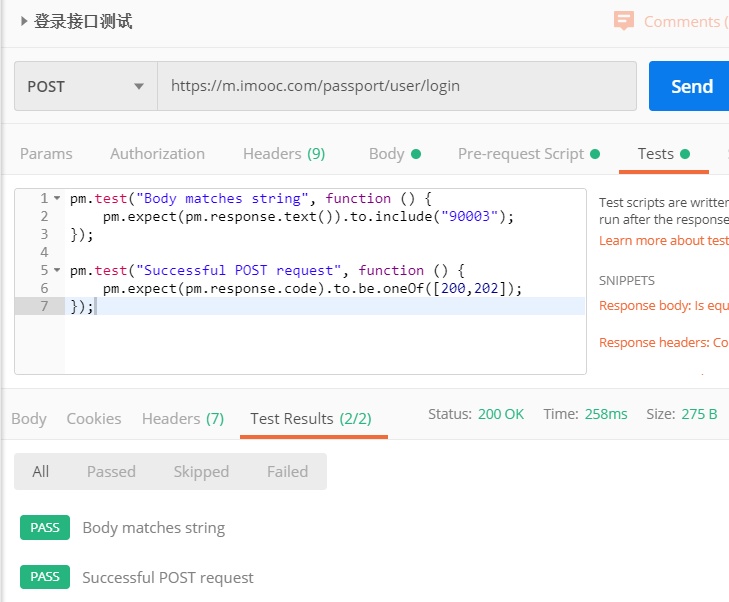 登录接口测试
Comments (
POST
https://m.imooc.com/passport/user/login
Send
Params Authorization Headers (9) Body Pre-request Script Tests
1 pm.test("Body matches string", function () {
2 pm.expect(pm.response.text()).to.include("90003");
3 });
4
5 pm.test("Successful POST request", function () {
6 pm.expect(pm.response.code).to.be.oneOf([200,202]);
7 });
Test scripts are written
run after the response
Learn more about test
SNIPPETS
Response body: Is equ
Response headers: Co
Body Cookies Headers (7) Test Results (2/2) Status: 200 OK Time: 258ms Size: 275 B
All Passed Skipped Failed
PASS Body matches string
PASS Successful POST request